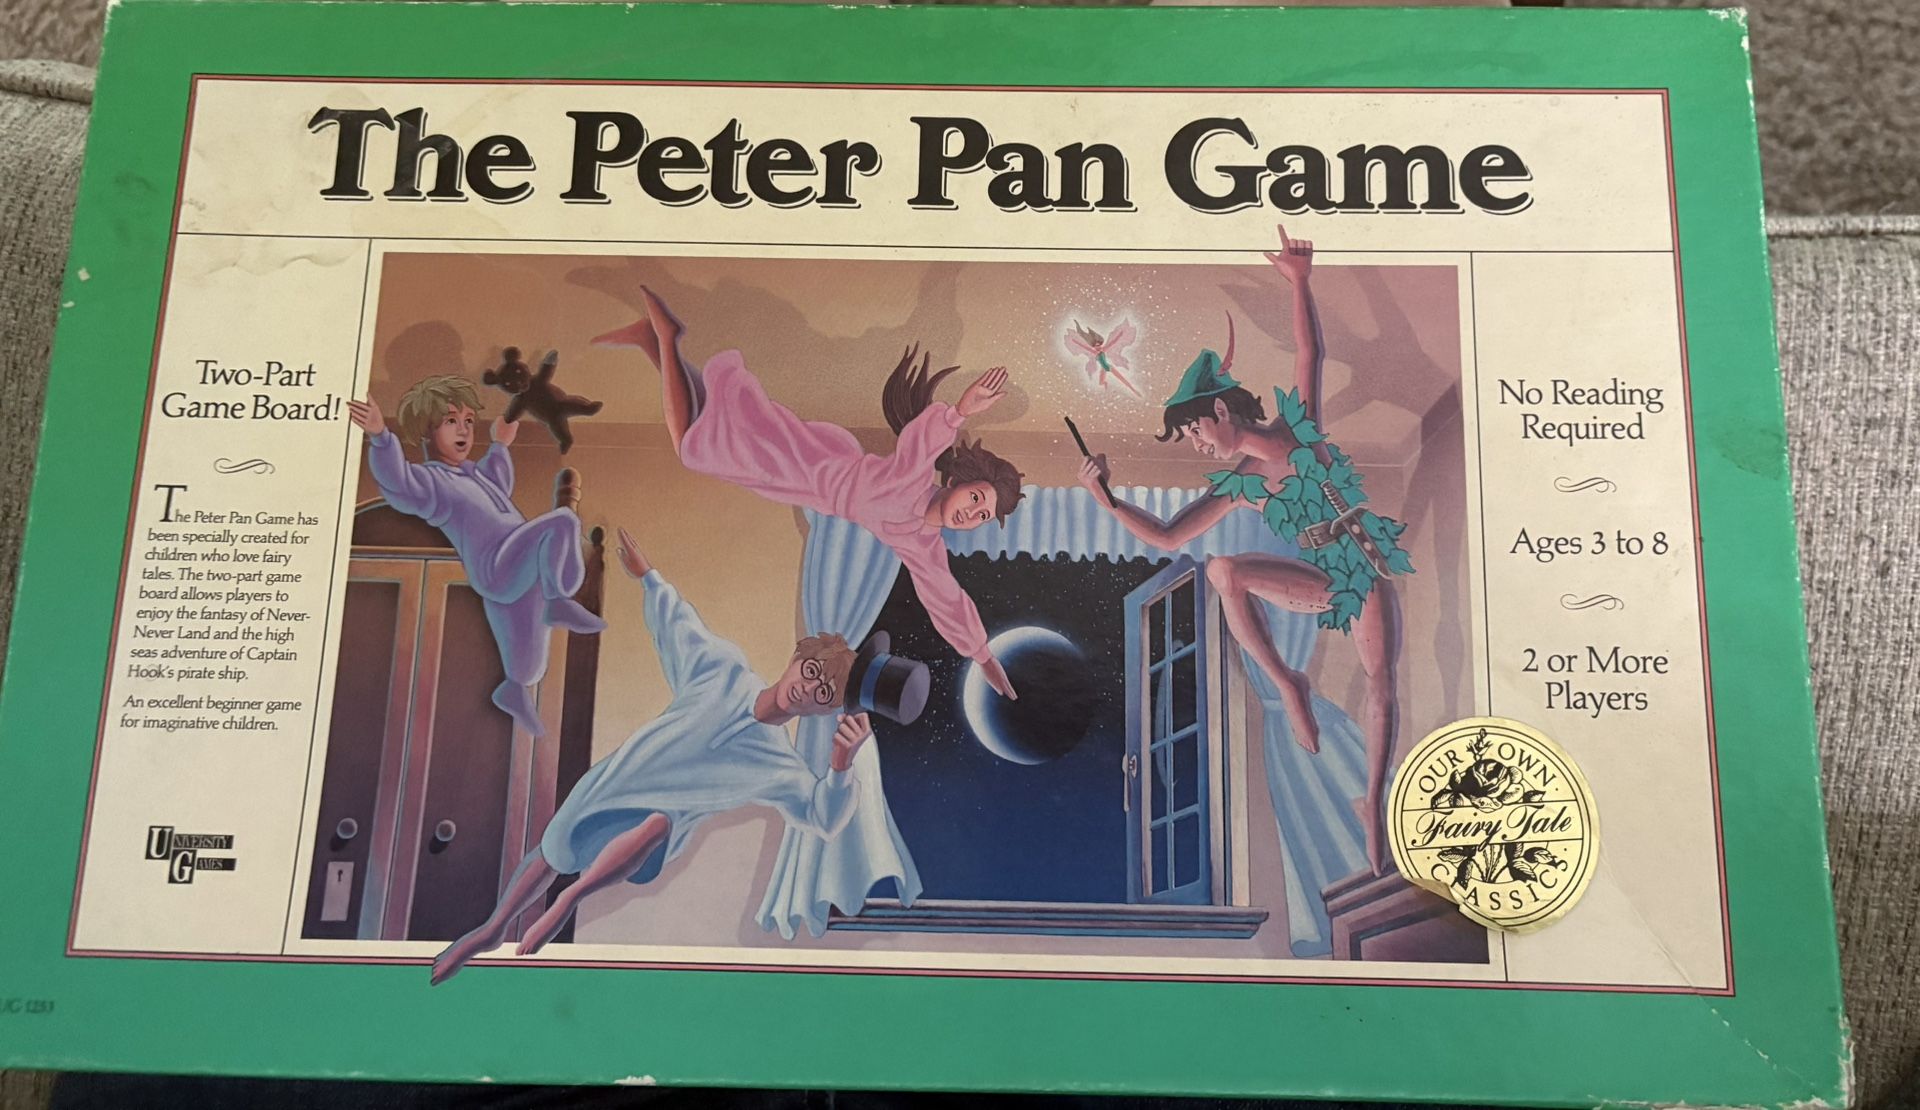 The Peter Pan Game
Two-Part
Game Board!
The Peter Pan Game has
been specially created for
children who love fairy
tales. The two-part game
board allows players to
enjoy the fantasy of Never-
Never Land and the high
seas adventure of Captain
Hook's pirate ship.
An excellent beginner game
for imaginative children.
UNIVERSITY
GAMES
No Reading
Required
Ages 3 to 8
2 or More
Players
OUR OWN
Fairy Tale
CLASSICS
1253